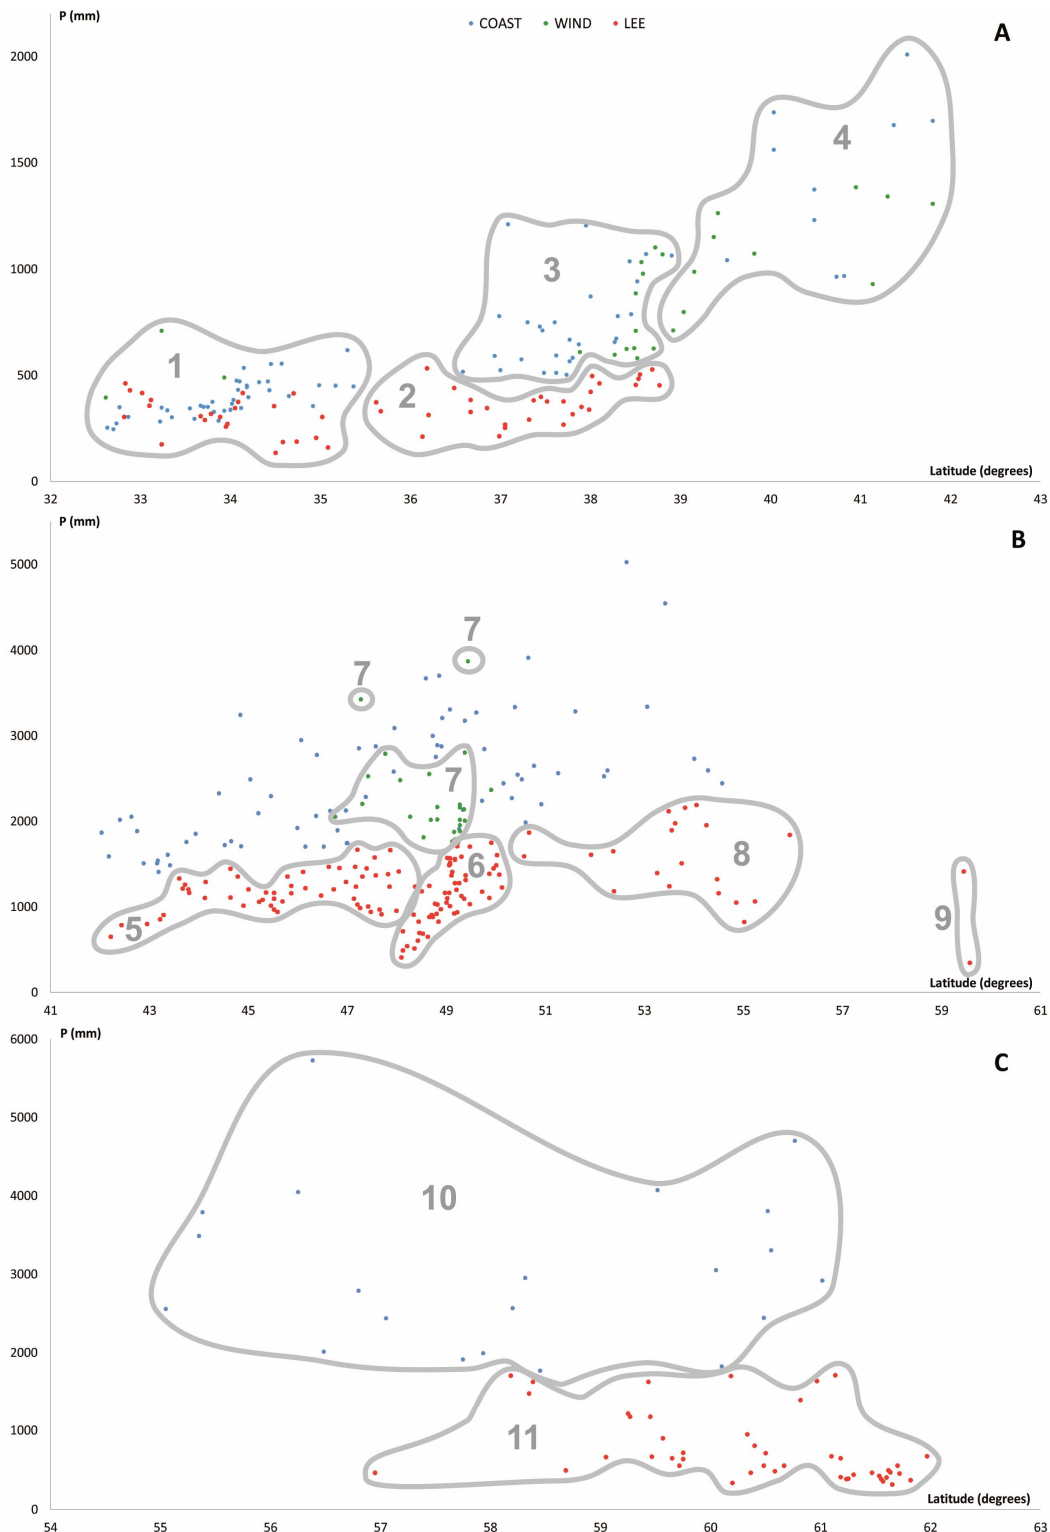 P (mm)
COAST WIND LEE
A
2000
4
1500
3
1000
1
500
2
0
Latitude (degrees)
32 33 34 35 36 37 38 39 40 41 42 43
P (mm)
B
5000
7
4000
7
3000
7
2000
6
8
1000
5
9
0
Latitude (degrees)
41 43 45 47 49 51 53 55 57 59 61
P (mm)
6000
C
5000
4000
10
3000
2000
1000
11
0
Latitude (degrees)
54 55 56 57 58 59 60 61 62 63